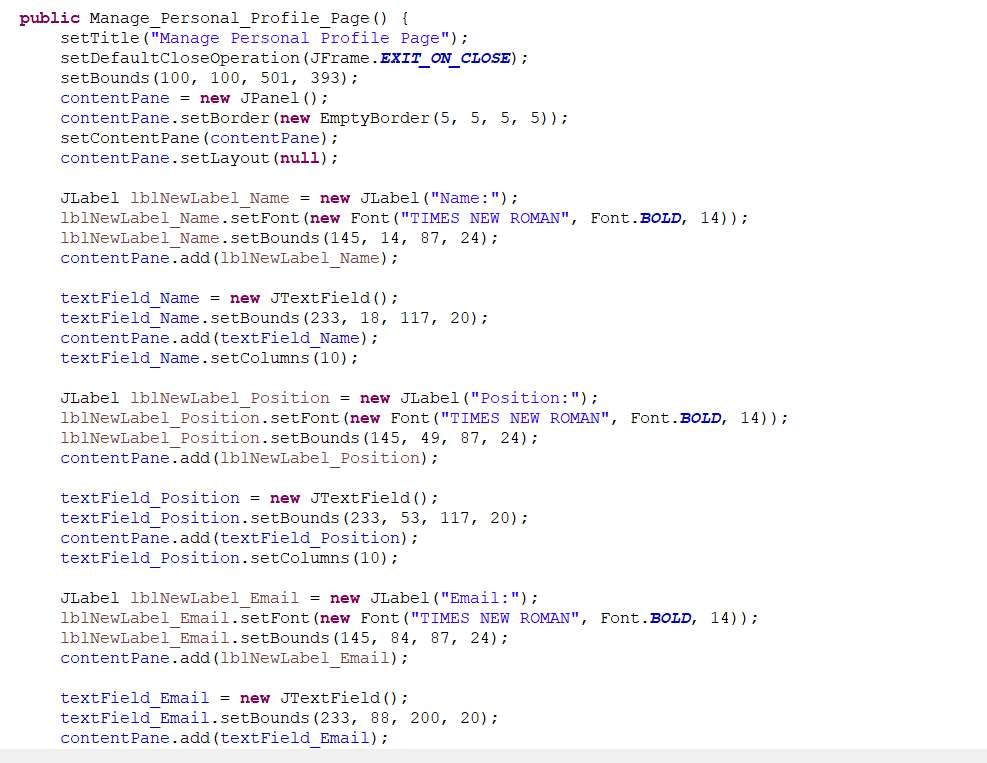 public Manage_Personal_Profile_Page() {
setTitle("Manage Personal Profile Page");
setDefaultCloseOperation(JFrame.EXIT_ON_CLOSE);
setBounds(100, 100, 501, 393);
contentPane = new JPanel();
contentPane.setBorder(new EmptyBorder(5, 5, 5, 5));
setContentPane(contentPane);
contentPane.setLayout(null);
JLabel lblNewLabel_Name = new JLabel("Name:");
lblNewLabel_Name.setFont(new Font("TIMES NEW ROMAN", Font.BOLD, 14));
lblNewLabel_Name.setBounds(145, 14, 87, 24);
contentPane.add(lblNewLabel_Name);
textField_Name = new JTextField();
textField_Name.setBounds(233, 18, 117, 20);
contentPane.add(textField_Name);
textField_Name.setColumns(10);
JLabel lblNewLabel_Position = new JLabel("Position:");
lblNewLabel_Position.setFont(new Font("TIMES NEW ROMAN", Font.BOLD, 14));
lblNewLabel_Position.setBounds(145, 49, 87, 24);
contentPane.add(lblNewLabel_Position);
textField_Position = new JTextField();
textField_Position.setBounds(233, 53, 117, 20);
contentPane.add(textField_Position);
textField_Position.setColumns(10);
JLabel lblNewLabel_Email = new JLabel("Email:");
lblNewLabel_Email.setFont(new Font("TIMES NEW ROMAN", Font.BOLD, 14));
lblNewLabel_Email.setBounds(145, 84, 87, 24);
contentPane.add(lblNewLabel_Email);
textField_Email = new JTextField();
textField_Email.setBounds(233, 88, 200, 20);
contentPane.add(textField_Email);